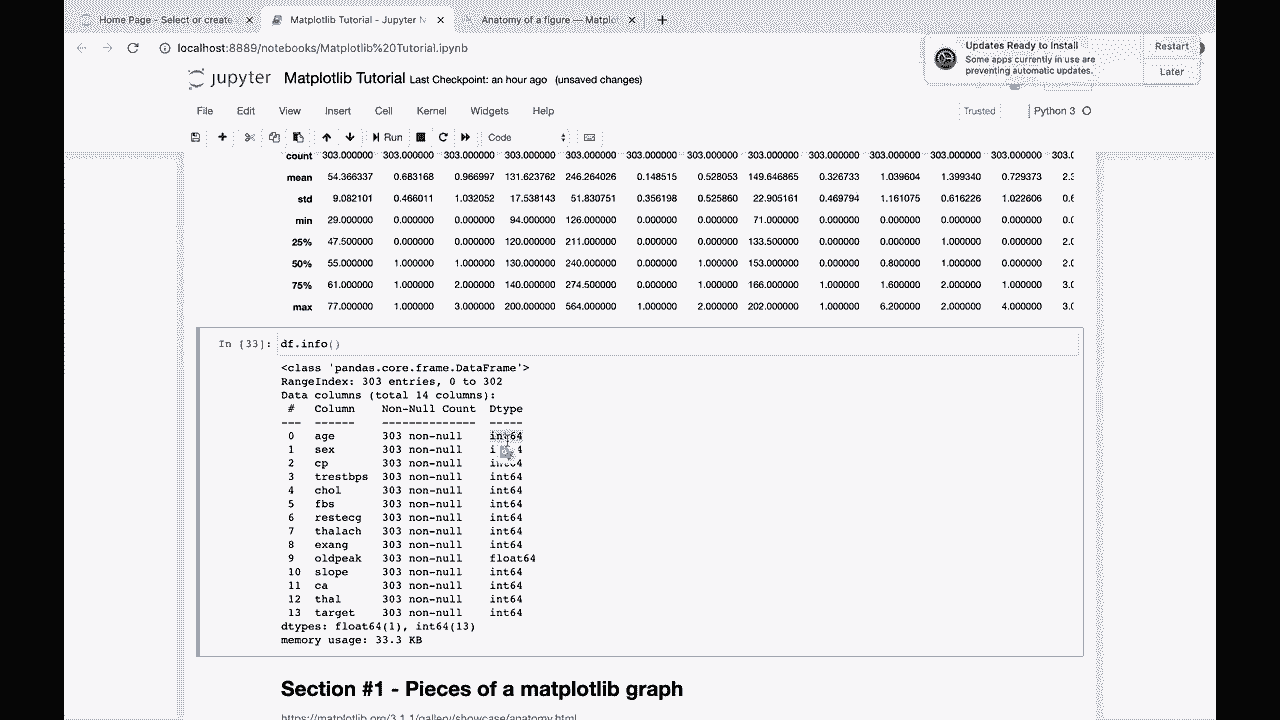 Home Page - Select or create
Matplotlib Tutorial - Jupyter N
Anatomy of a figure — Matplo
localhost:8889/notebooks/Matplotlib%20Tutorial.ipynb
Updates Ready to Install
Some apps currently in use are
preventing automatic updates.
Restart
Later
jupyter Matplotlib Tutorial Last Checkpoint: an hour ago (unsaved changes)
File Edit View Insert Cell Kernel Widgets Help Trusted Python 3
Run Code
count 303.000000 303.000000 303.000000 303.000000 303.000000 303.000000 303.000000 303.000000 303.000000 303.000000 303.000000 303.000000 303.(
mean 54.366337 0.683168 0.966997 131.623762 246.264026 0.148515 0.528053 149.646865 0.326733 1.039604 1.399340 0.729373 2.3
std 9.082101 0.466011 1.032052 17.538143 51.830751 0.356198 0.525860 22.905161 0.469794 1.161075 0.616226 1.022606 0.6
min 29.000000 0.000000 0.000000 94.000000 126.000000 0.000000 0.000000 71.000000 0.000000 0.000000 0.000000 0.000000 0.0
25% 47.500000 0.000000 0.000000 120.000000 211.000000 0.000000 0.000000 133.500000 0.000000 0.000000 1.000000 0.000000 2.0
50% 55.000000 1.000000 1.000000 130.000000 240.000000 0.000000 1.000000 153.000000 0.000000 0.800000 1.000000 0.000000 2.0
75% 61.000000 1.000000 2.000000 140.000000 274.500000 0.000000 1.000000 166.000000 1.000000 1.600000 2.000000 1.000000 3.0
max 77.000000 1.000000 3.000000 200.000000 564.000000 1.000000 2.000000 202.000000 1.000000 6.200000 2.000000 4.000000 3.0
In [33]: df.info()
<class 'pandas.core.frame.DataFrame'>
RangeIndex: 303 entries, 0 to 302
Data columns (total 14 columns):
# Column Non-Null Count Dtype
--- ------ -------------- -----
0 age 303 non-null int64
1 sex 303 non-null
2 cp 303 non-null int64
3 trestbps 303 non-null int64
4 chol 303 non-null int64
5 fbs 303 non-null int64
6 restecg 303 non-null int64
7 thalach 303 non-null int64
8 exang 303 non-null int64
9 oldpeak 303 non-null float64
10 slope 303 non-null int64
11 ca 303 non-null int64
12 thal 303 non-null int64
13 target 303 non-null int64
dtypes: float64(1), int64(13)
memory usage: 33.3 KB
Section #1 - Pieces of a matplotlib graph
https://matplotlib.org/3.1.1/gallery/showcase/anatomy.html